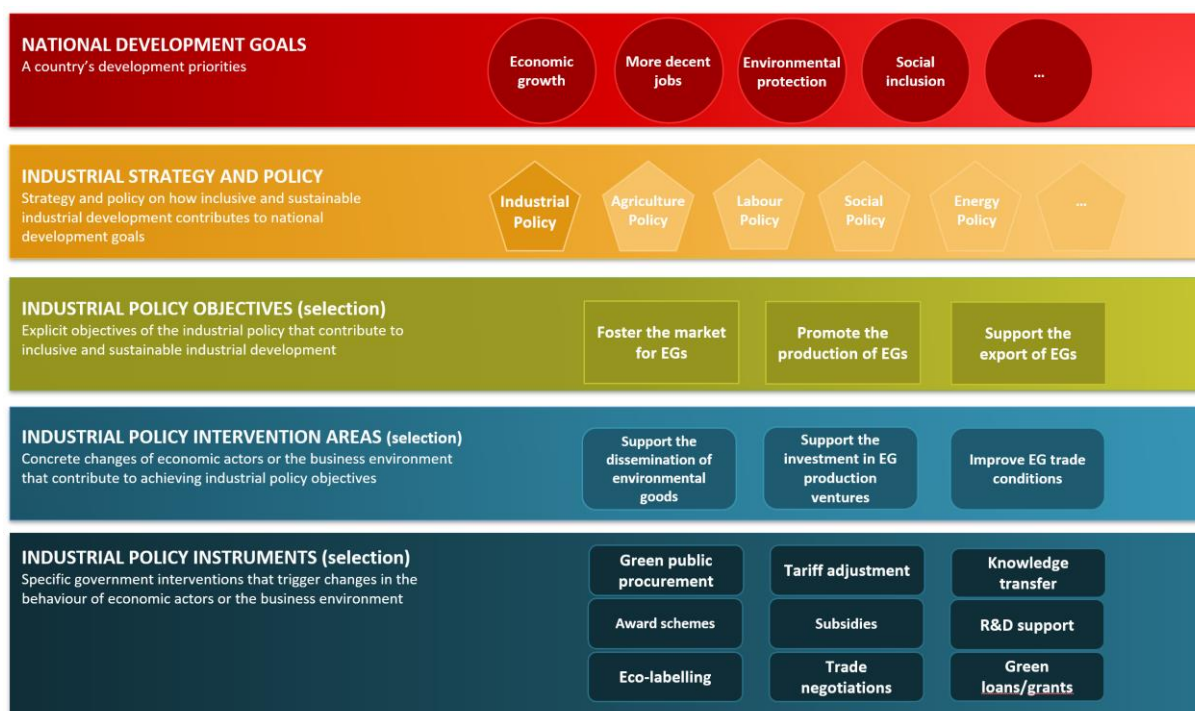 NATIONAL DEVELOPMENT GOALS
A country's development priorities
Economic
growth
More decent
jobs
Environmental
protection
Social
inclusion
...
INDUSTRIAL STRATEGY AND POLICY
Strategy and policy on how inclusive and sustainable
industrial development contributes to national
development goals
Industrial
Policy
Agriculture
Policy
Labour
Policy
Social
Policy
Energy
Policy
...
INDUSTRIAL POLICY OBJECTIVES (selection)
Explicit objectives of the industrial policy that contribute to
inclusive and sustainable industrial development
Foster the market
for EGs
Promote the
production of EGs
Support the
export of EGs
INDUSTRIAL POLICY INTERVENTION AREAS (selection)
Concrete changes of economic actors or the business environment
that contribute to achieving industrial policy objectives
Support the
dissemination of
environmental
goods
Support the
investment in EG
production
ventures
Improve EG trade
conditions
INDUSTRIAL POLICY INSTRUMENTS (selection)
Specific government interventions that trigger changes in the
behaviour of economic actors or the business environment
Green public
procurement
Tariff adjustment
Knowledge
transfer
Award schemes
Subsidies
R&D support
Eco-labelling
Trade
negotiations
Green
loans/grants